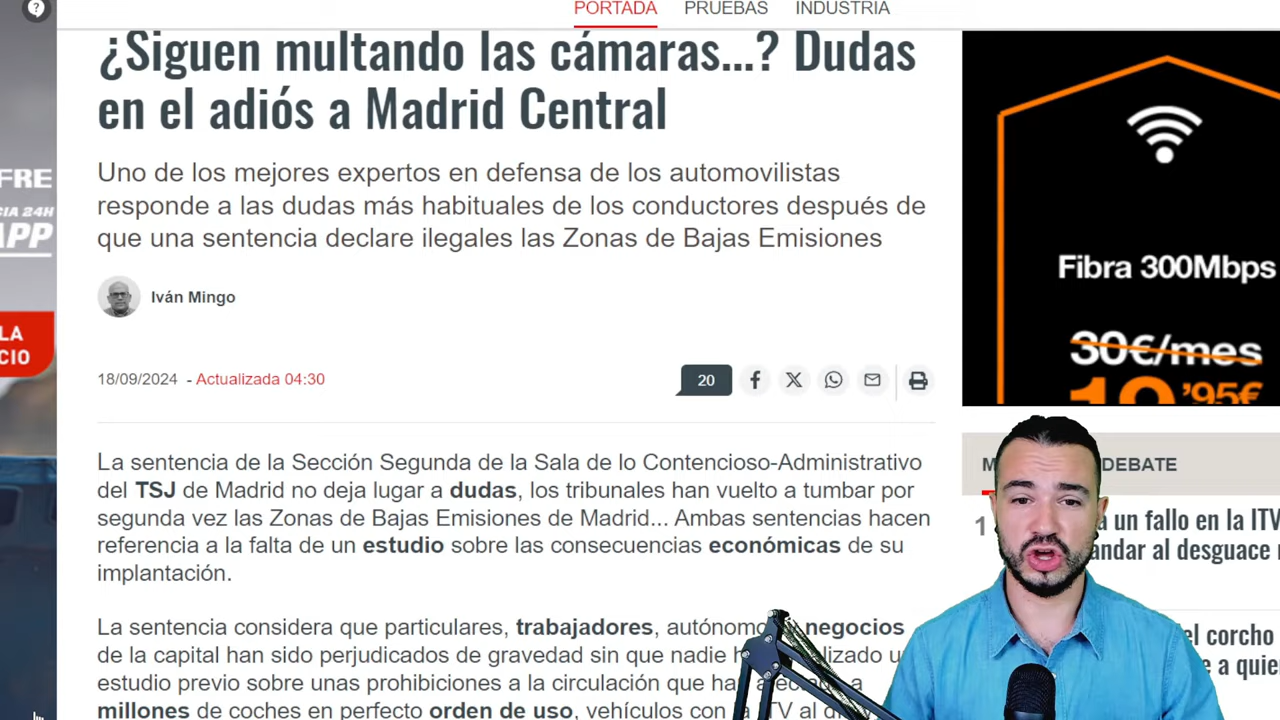 PORTADA PRUEBAS INDUSTRIA
¿Siguen multando las cámaras...? Dudas
en el adiós a Madrid Central
Uno de los mejores expertos en defensa de los automovilistas
responde a las dudas más habituales de los conductores después de
que una sentencia declare ilegales las Zonas de Bajas Emisiones
Iván Mingo
18/09/2024 - Actualizada 04:30
20
La sentencia de la Sección Segunda de la Sala de lo Contencioso-Administrativo
del TSJ de Madrid no deja lugar a dudas, los tribunales han vuelto a tumbar por
segunda vez las Zonas de Bajas Emisiones de Madrid... Ambas sentencias hacen
referencia a la falta de un estudio sobre las consecuencias económicas de su
implantación.
La sentencia considera que particulares, trabajadores, negocios
de la capital han sido perjudicados de gravedad sin que nadie
estudio previo sobre unas prohibiciones a la circulación que
millones de coches en perfecto orden de uso, vehículos con la ITV al
FRE
CIA 24H
APP
LA
CIO
?
Fibra 300Mbps
30€/mes
19'95€
DEBATE
1
a un fallo en la ITV
andar al desguace
el corcho
e a quien